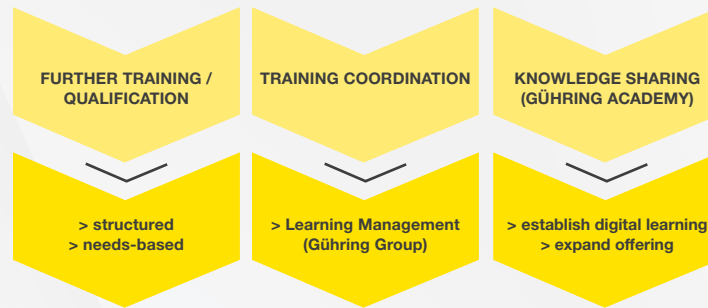 FURTHER TRAINING /
QUALIFICATION
TRAINING COORDINATION
KNOWLEDGE SHARING
(GÜHRING ACADEMY)
> structured
> needs-based
> Learning Management
(Gühring Group)
> establish digital learning
> expand offering